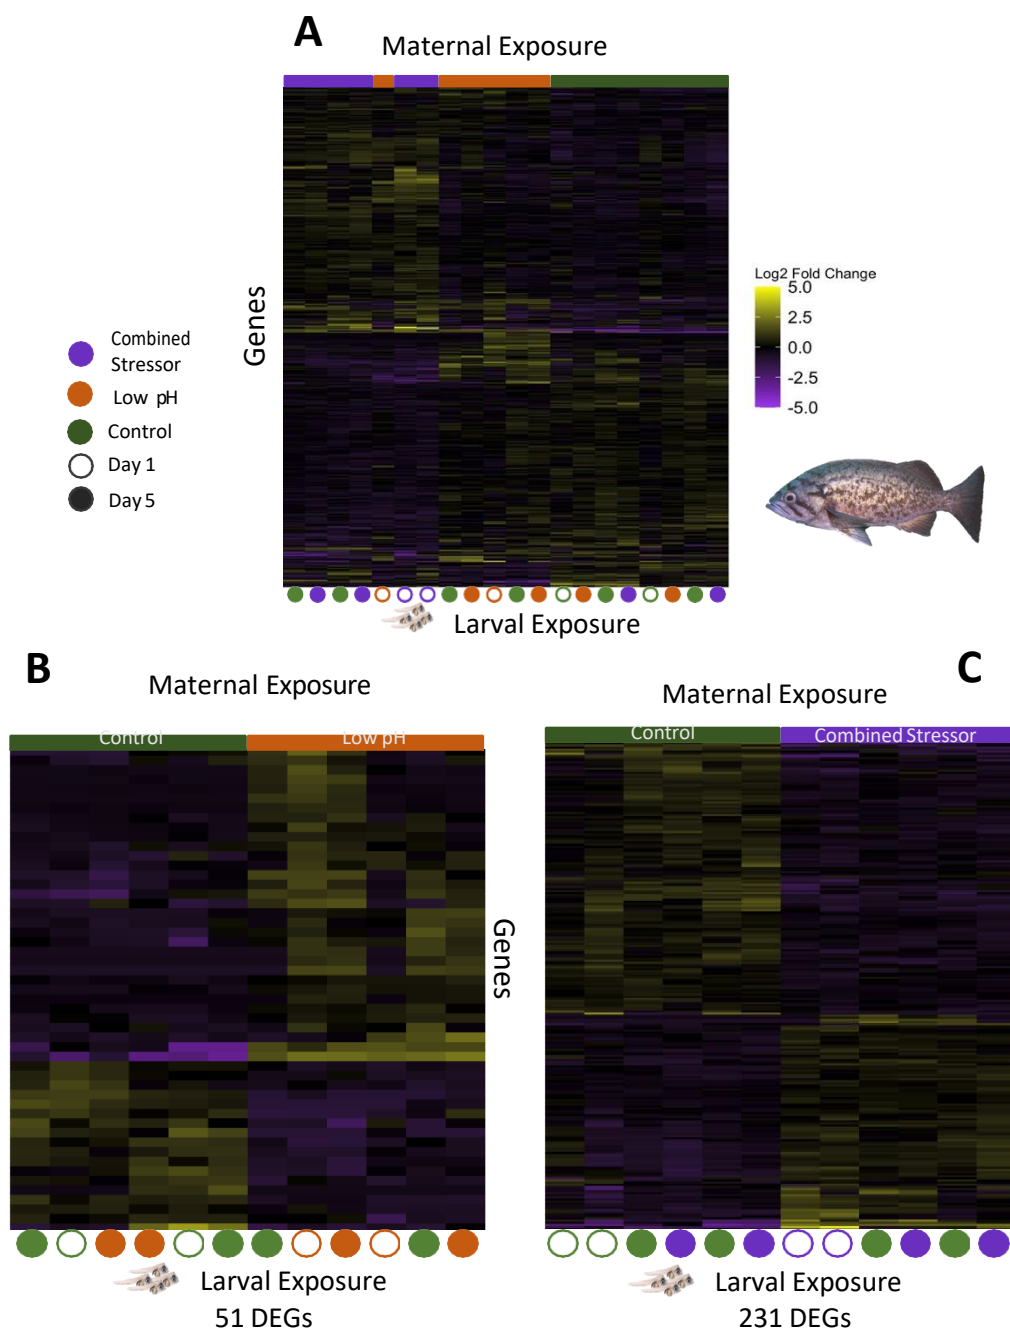 A
Maternal Exposure
Genes
Combined
Stressor
Low pH
Control
Day 1
Day 5
Log2 Fold Change
5.0
2.5
0.0
-2.5
-5.0
Larval Exposure
B
Maternal Exposure
Control
Low pH
Larval Exposure
51 DEGs
C
Maternal Exposure
Control
Combined Stressor
Genes
Larval Exposure
231 DEGs